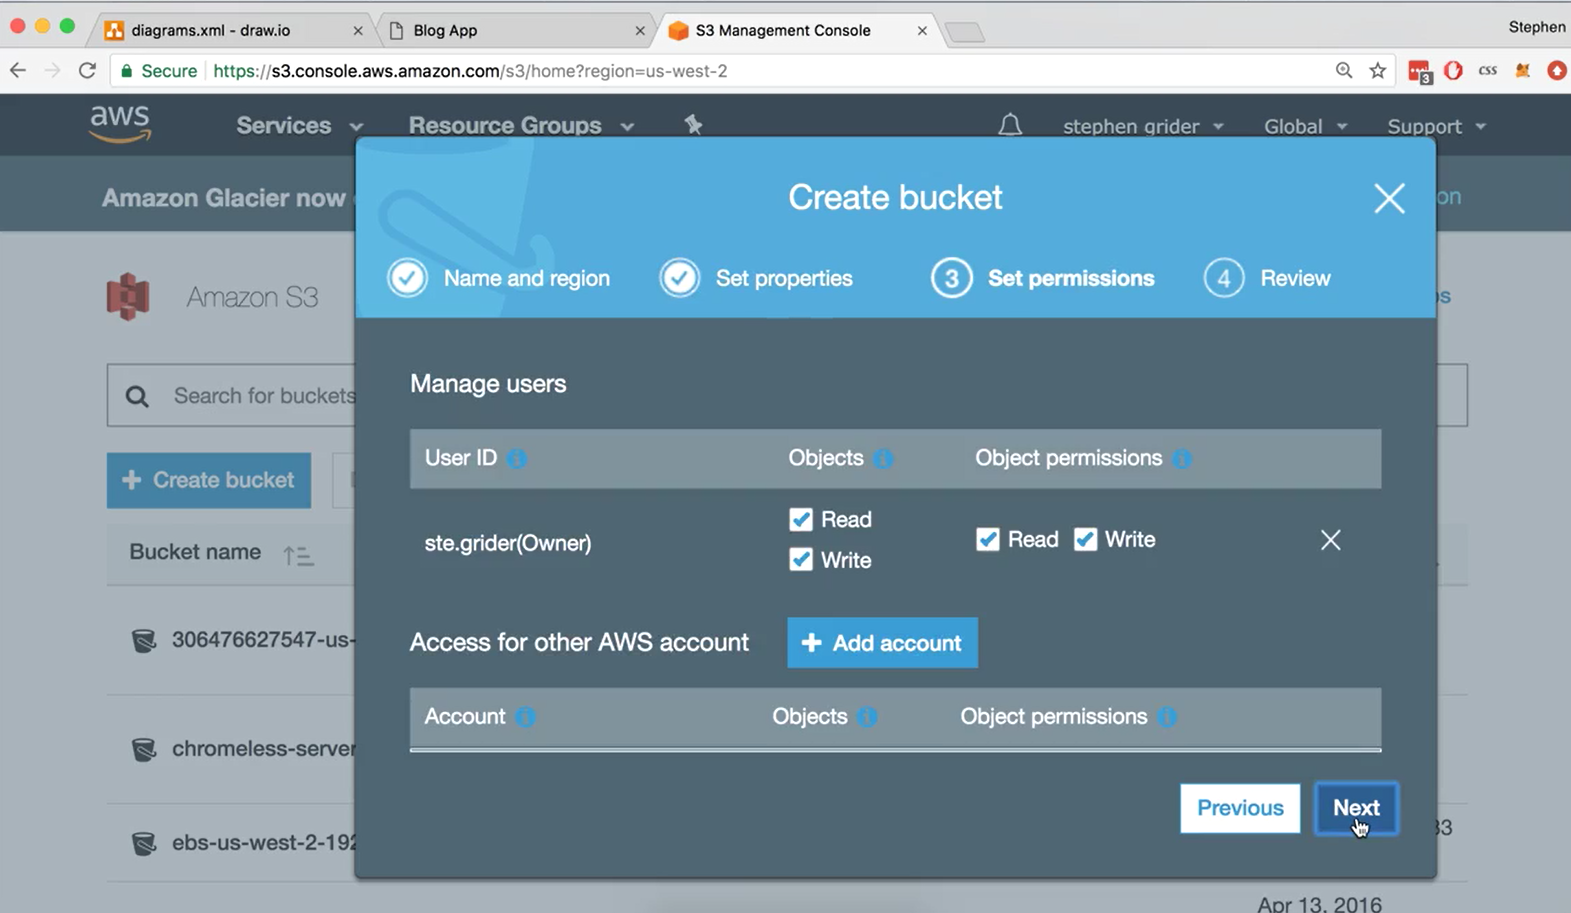 diagrams.xml - draw.io
Blog App
S3 Management Console
Stephen
Secure
https://s3.console.aws.amazon.com/s3/home?region=us-west-2
3
css
aws
Services
Resource Groups
stephen grider
Global
Support
Amazon Glacier now
on
Create bucket
Name and region
Set properties
3 Set permissions
4 Review
Amazon S3
Search for buckets
Manage users
User ID
Objects
Object permissions
Create bucket
ste.grider(Owner)
Read
Write
Read
Write
Bucket name
306476627547-us-
Access for other AWS account
Add account
Account
Objects
Object permissions
chromeless-server
Previous
Next
ebs-us-west-2-192
33
Apr 13, 2016